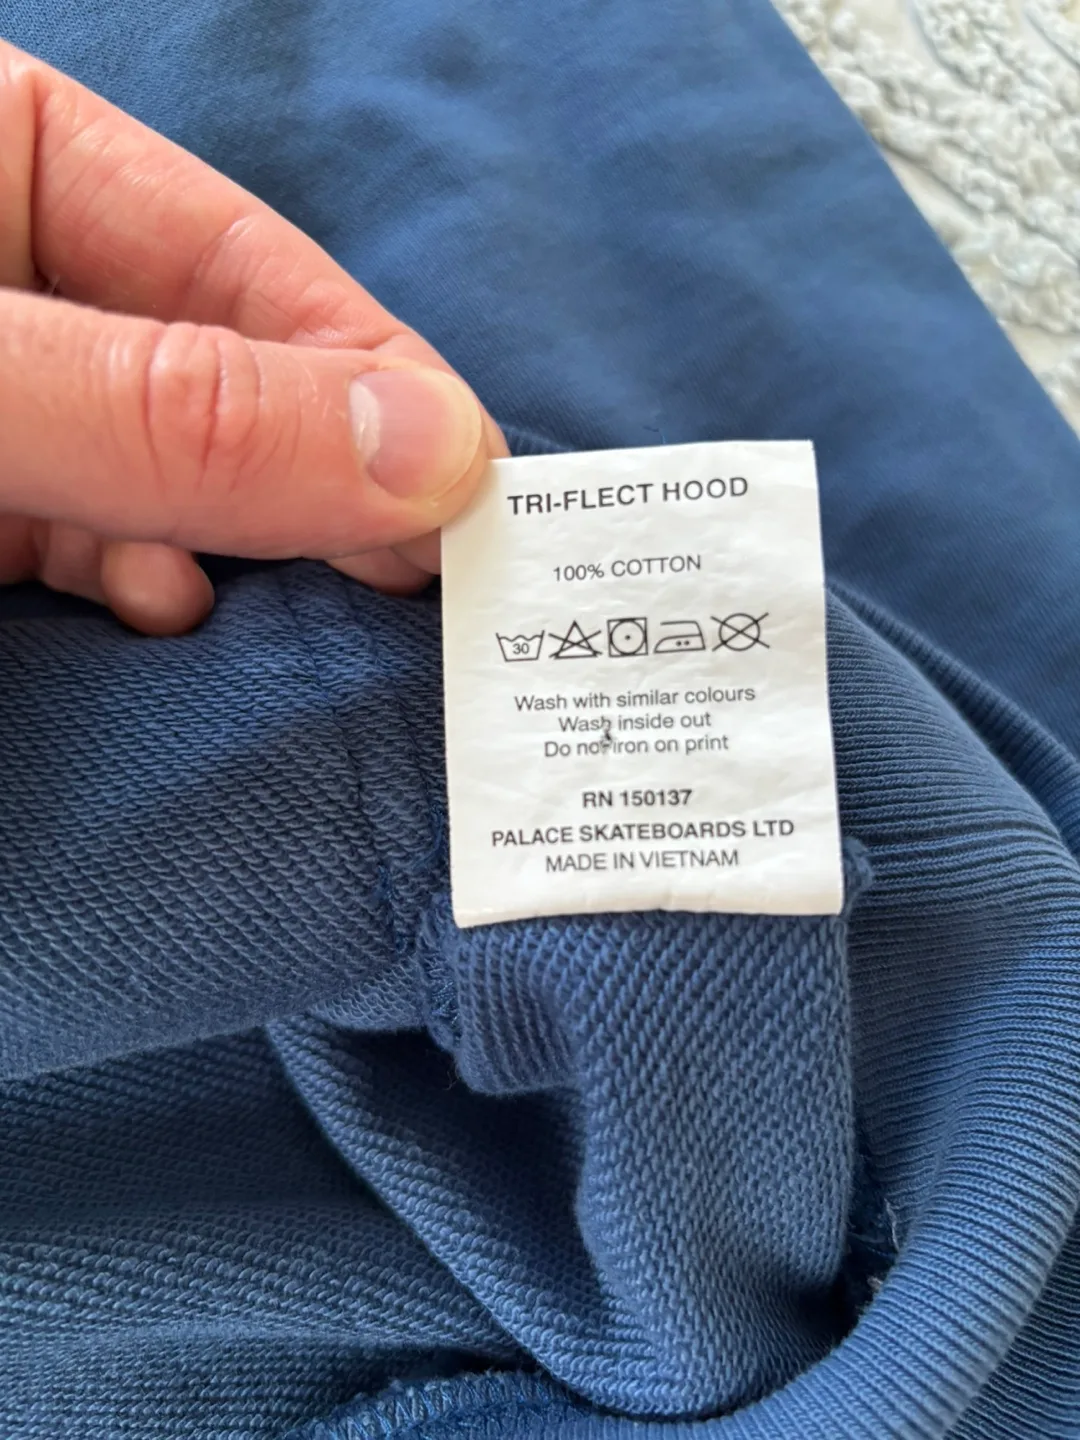 TRI-FLECT HOOD
100% COTTON
30
Wash with similar colours
Wash inside out
Do not iron on print
RN 150137
PALACE SKATEBOARDS LTD
MADE IN VIETNAM